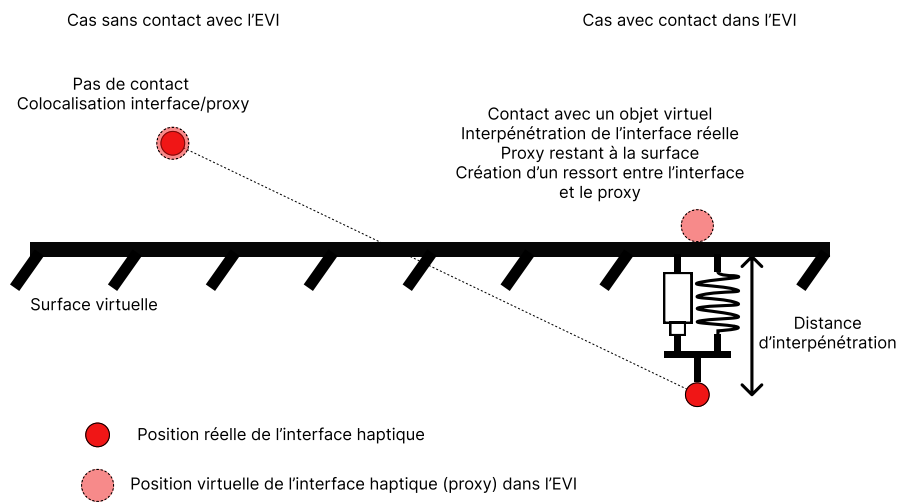 Cas sans contact avec l'EVI
Cas avec contact dans l'EVI
Pas de contact
Colocalisation interface/proxy
Contact avec un objet virtuel
Interpénétration de l'interface réelle
Proxy restant à la surface
Création d'un ressort entre l'interface
et le proxy
Surface virtuelle
Distance
d'interpénétration
Position réelle de l'interface haptique
Position virtuelle de l'interface haptique (proxy) dans l'EVI